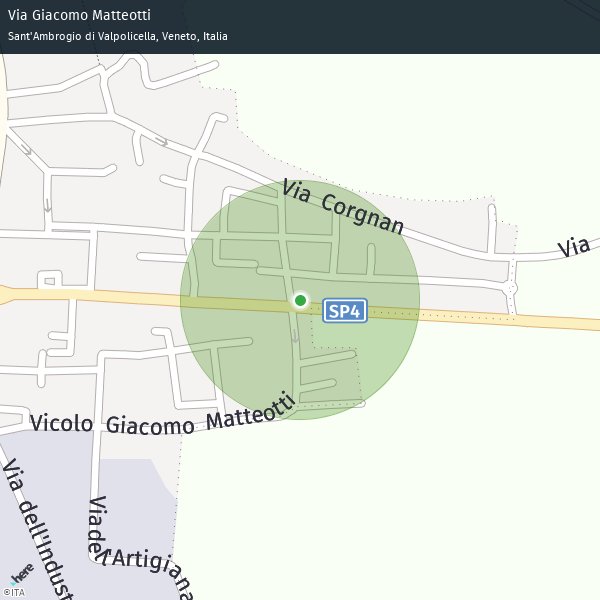 Via Giacomo Matteotti
Sant'Ambrogio di Valpolicella, Veneto, Italia
Via Corgnan
Via
SP4
Vicolo Giacomo Matteotti
Via dell'Indust
Via dell'Artigiana
here
©ITA